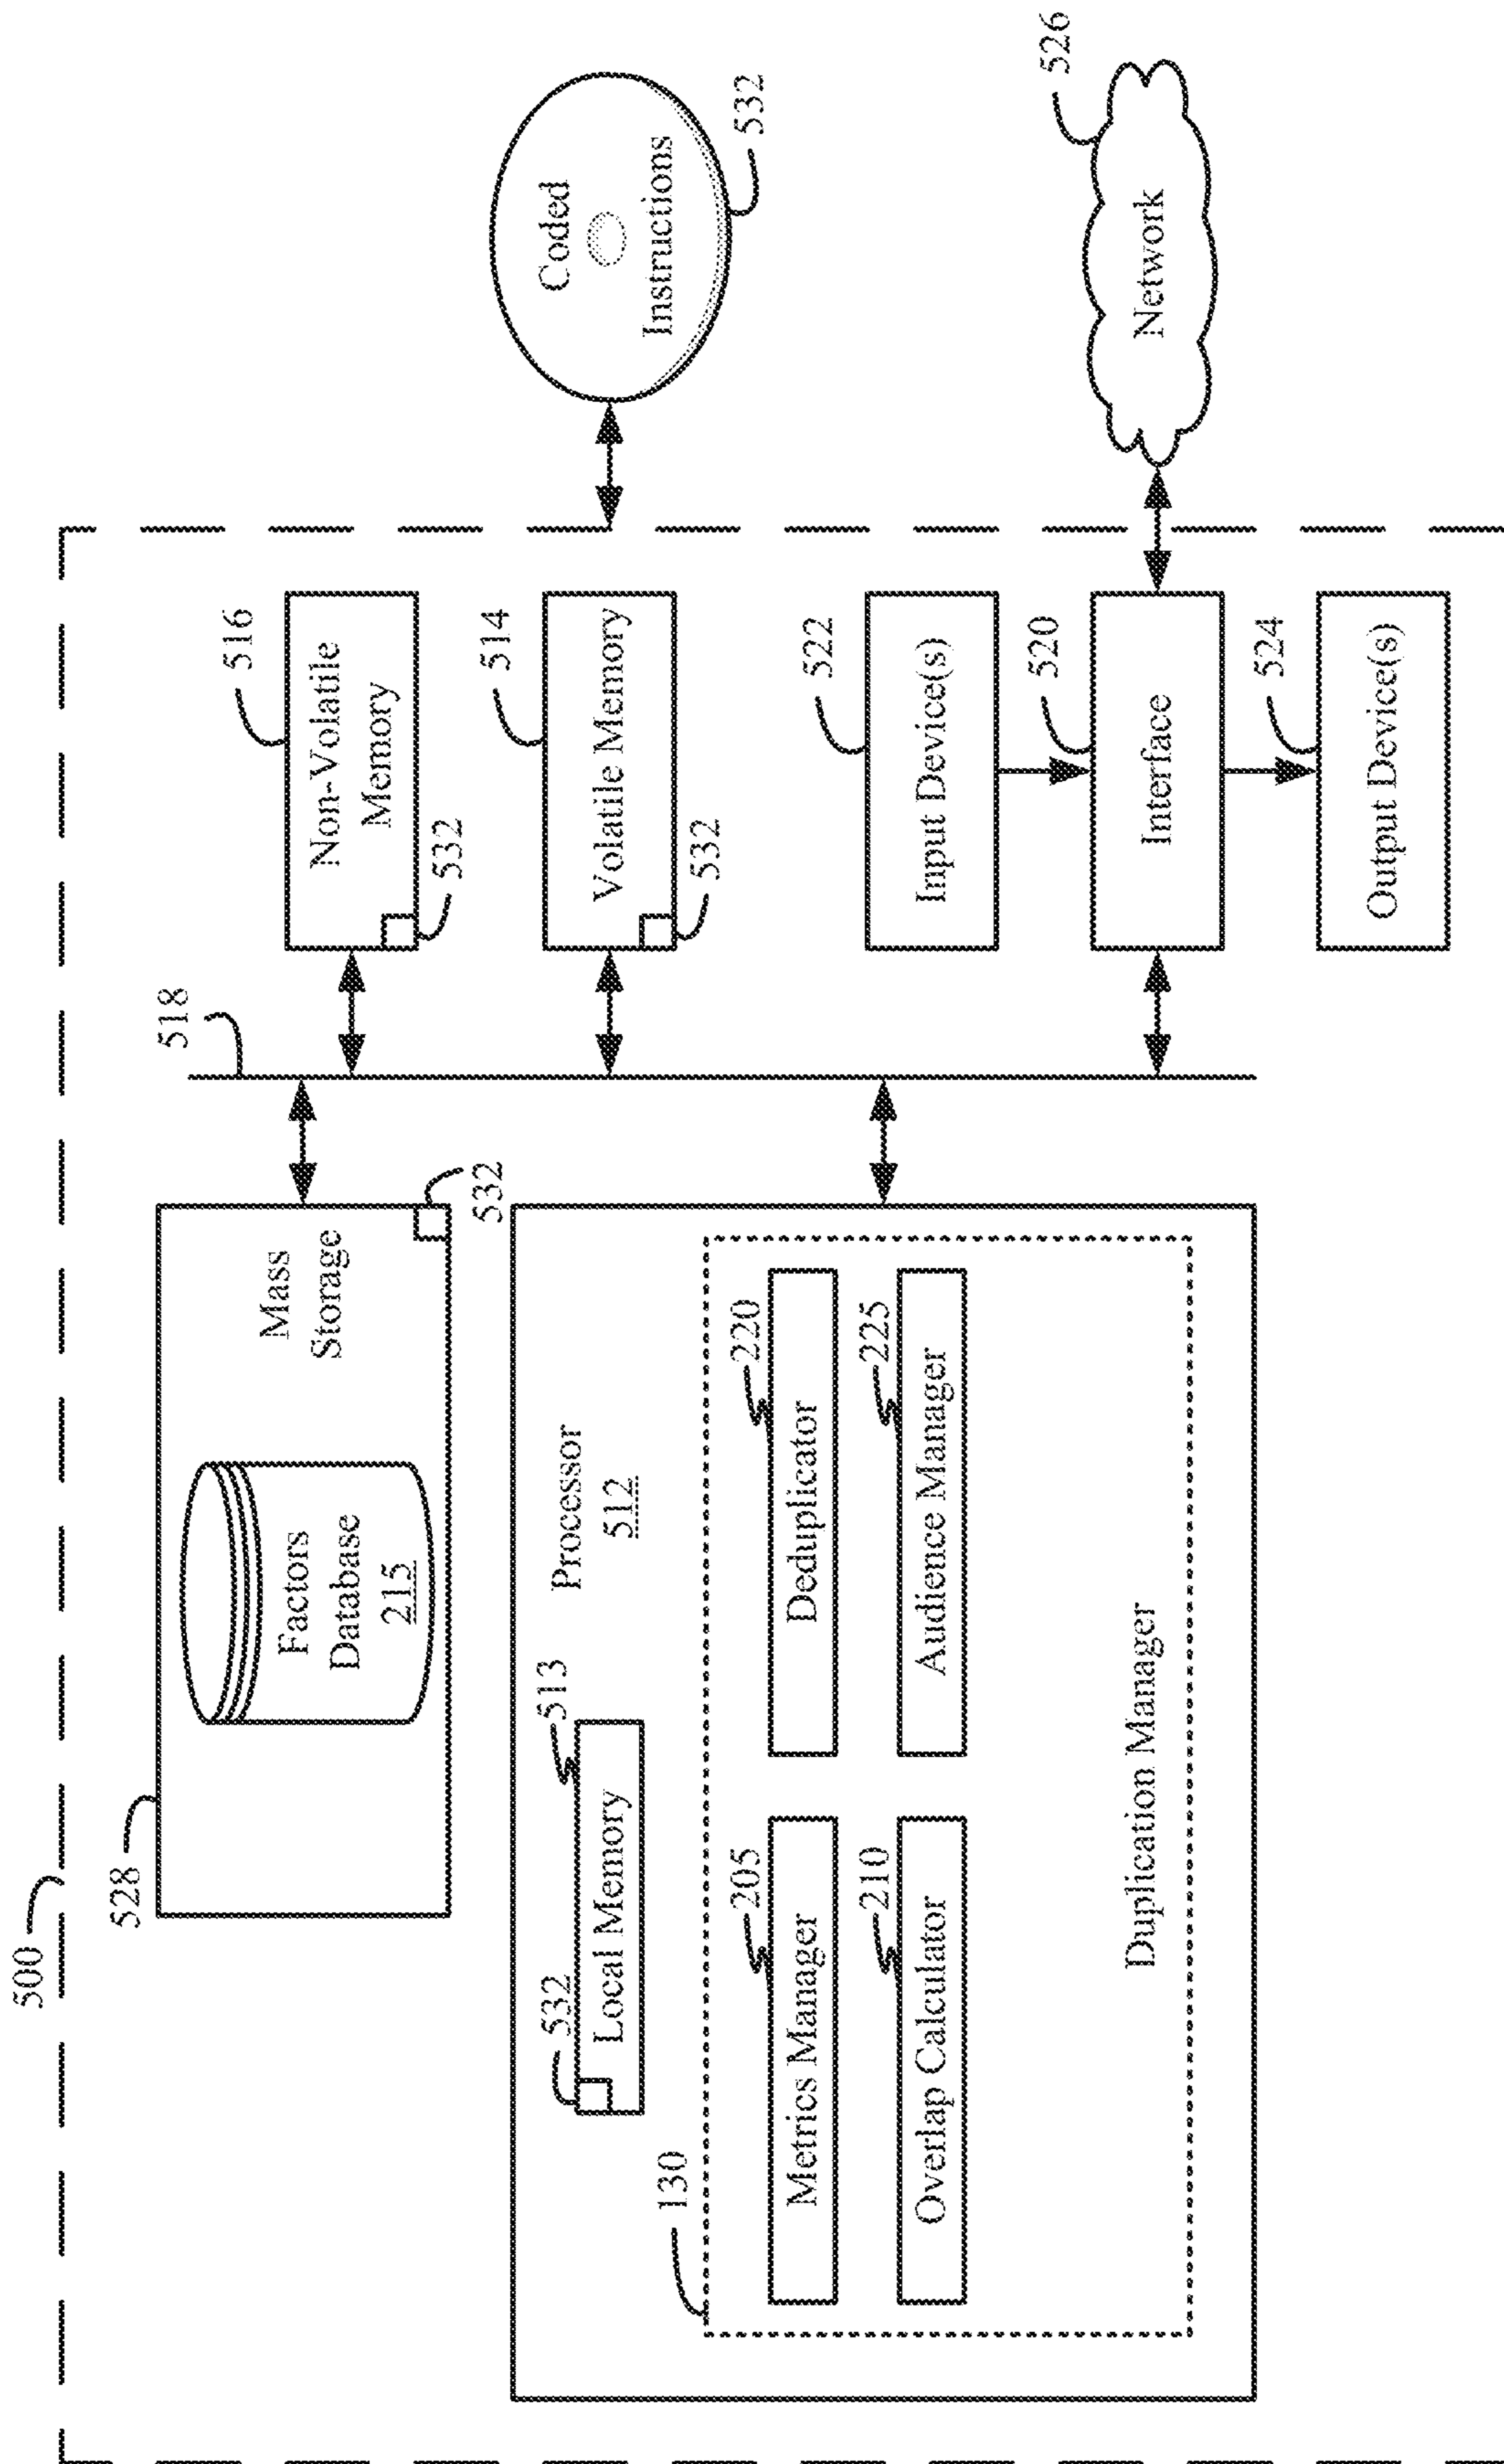 500
528
Factors
Database
215
Mass
Storage
532
518
516
Non-Volatile
Memory
532
514
Volatile Memory
532
Coded
Instructions
532
532
Local Memory
513
Processor
512
130
Metrics Manager
205
Deduplicator
220
Overlap Calculator
210
Audience Manager
225
Duplication Manager
522
Input Device(s)
520
Interface
524
Output Device(s)
526
Network